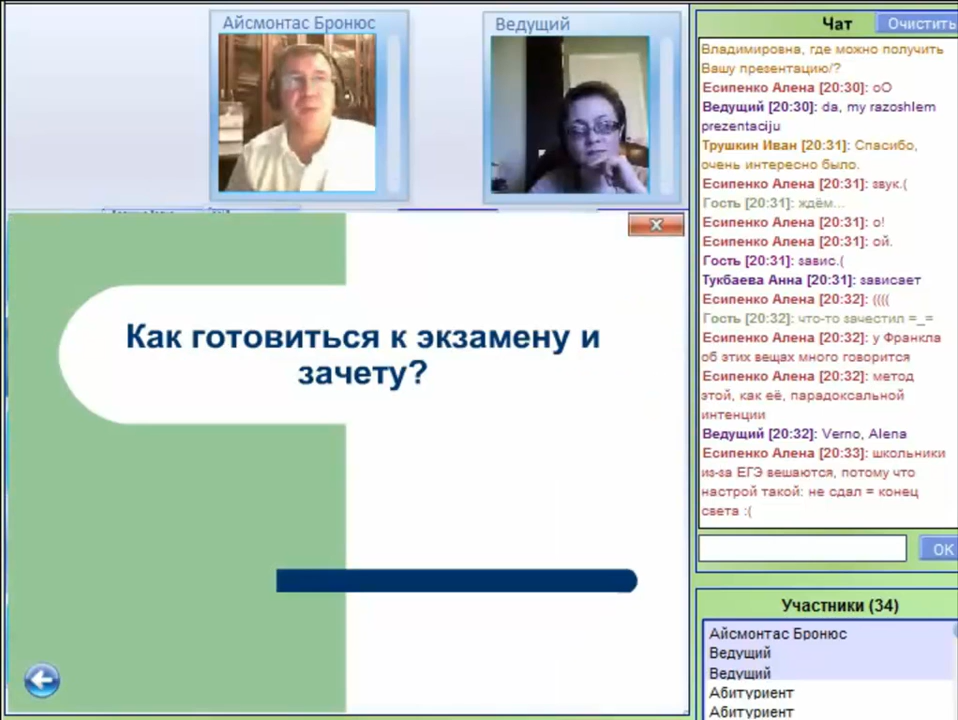 Айсмонтас Бронюс
Ведущий
Как готовиться к экзамену и
зачету?
Чат
Очистить
Владимировна, где можно получить
Вашу презентацию/?
Есипенко Алена [20:30]: оО
Ведущий [20:30]: da, my razoshlem
prezentaciju
Трушкин Иван [20:31]: Спасибо,
очень интересно было.
Есипенко Алена [20:31]: звук.(
Гость [20:31]: ждём...
Есипенко Алена [20:31]: о!
Есипенко Алена [20:31]: ой.
Гость [20:31]: завис.(
Тукбаева Анна [20:31]: зависает
Есипенко Алена [20:32]: ((((
Гость [20:32]: что-то зачестил =_=
Есипенко Алена [20:32]: у Франкла
об этих вещах много говорится
Есипенко Алена [20:32]: метод
этой, как её, парадоксальной
интенции
Ведущий [20:32]: Verno, Alena
Есипенко Алена [20:33]: школьники
из-за ЕГЭ вешаются, потому что
настрой такой: не сдал = конец
света :(
ОК
Участники (34)
Айсмонтас Бронюс
Ведущий
Ведущий
Абитуриент
Абитуриент